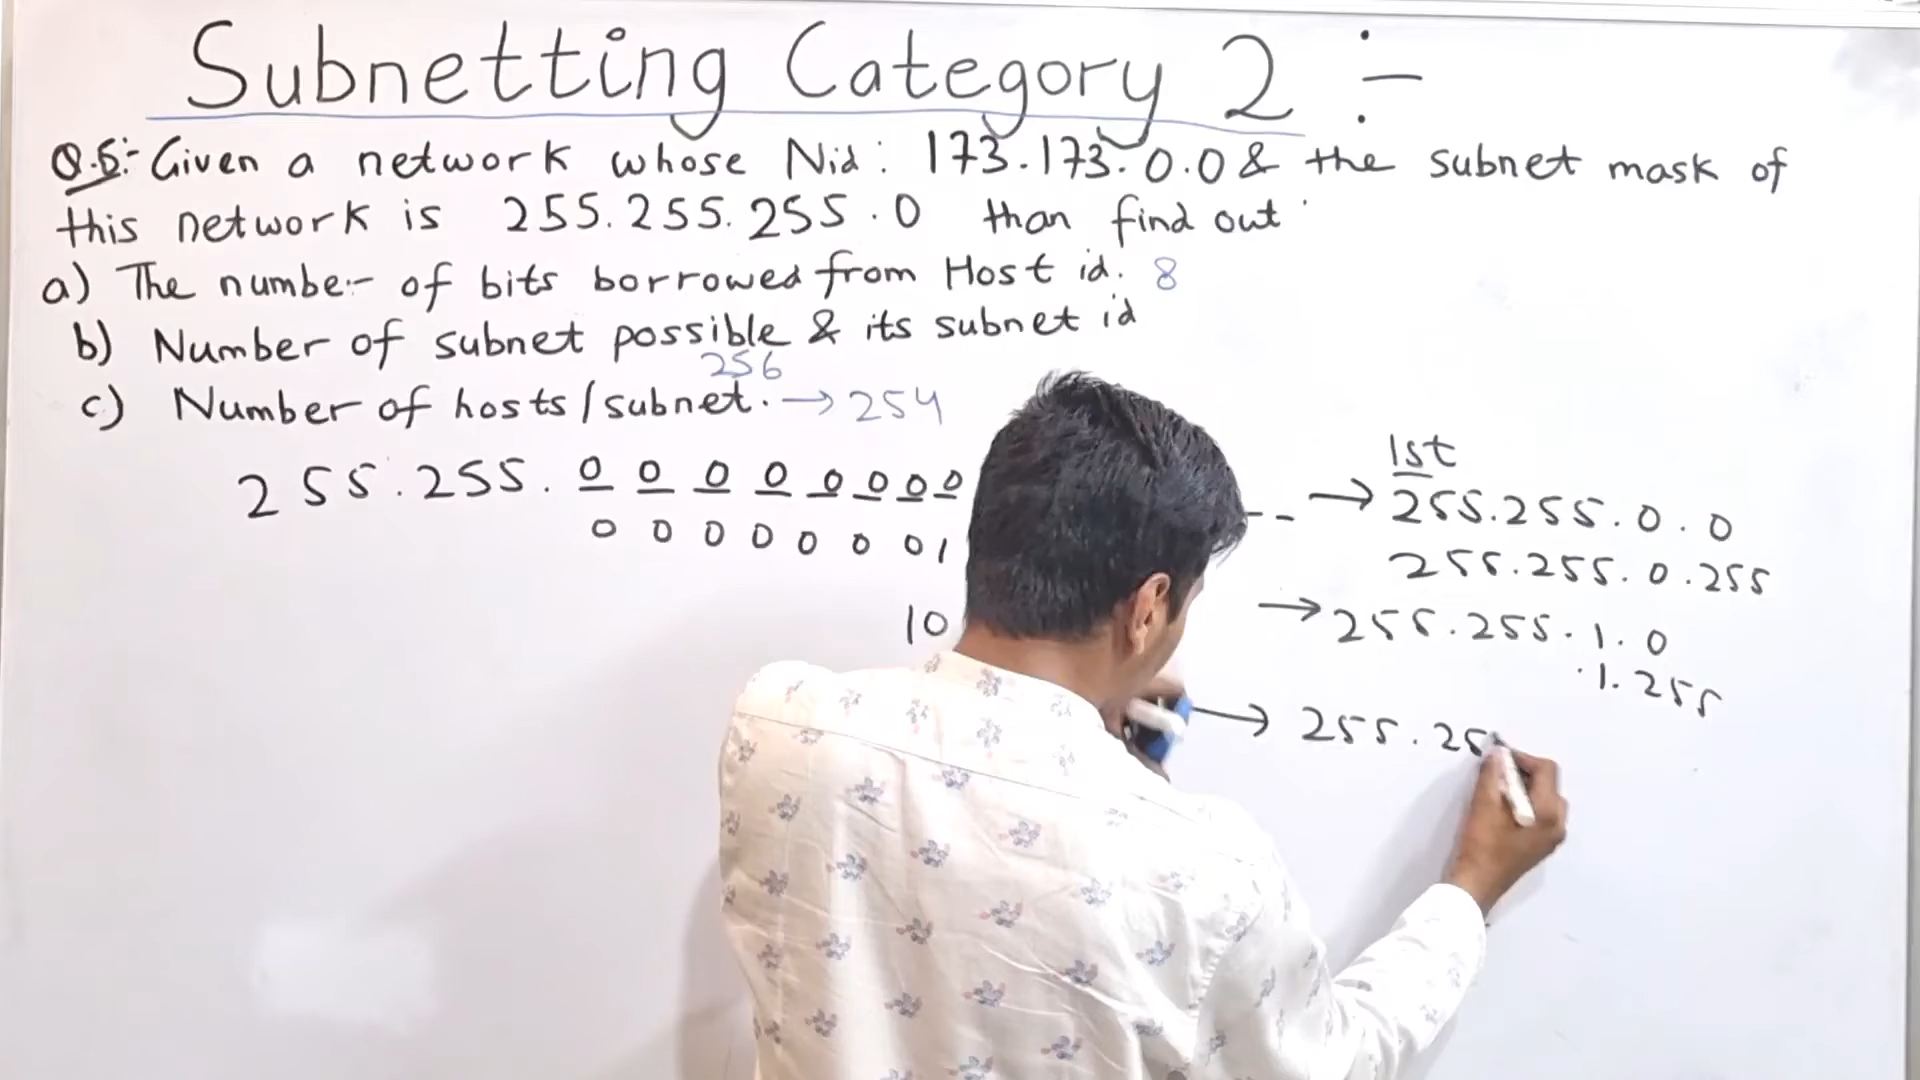 Subnetting Category 2 :-
Q.5:- Given a network whose Nid: 173.173.0.0 & the subnet mask of
this network is 255.255.255.0 than find out
a) The number of bits borrowed from Host id. 8
b) Number of subnet possible & its subnet id
256
c) Number of hosts/subnet. → 254
255.255. 0 0 0 0 0 0 0 0
-- → 255.255.0.0
1st
0 0 0 0 0 0 0 1
255.255.0.255
10
→ 255.255.1.0
.1.255
→ 255.25